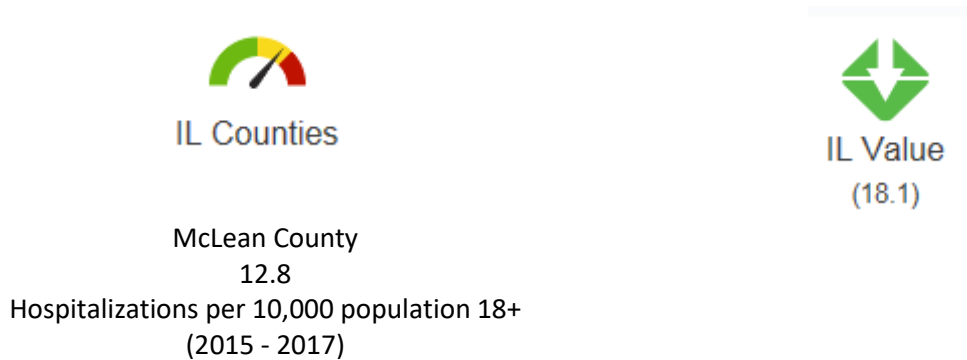 IL Counties
IL Value
(18.1)
McLean County
12.8
Hospitalizations per 10,000 population 18+
(2015 - 2017)